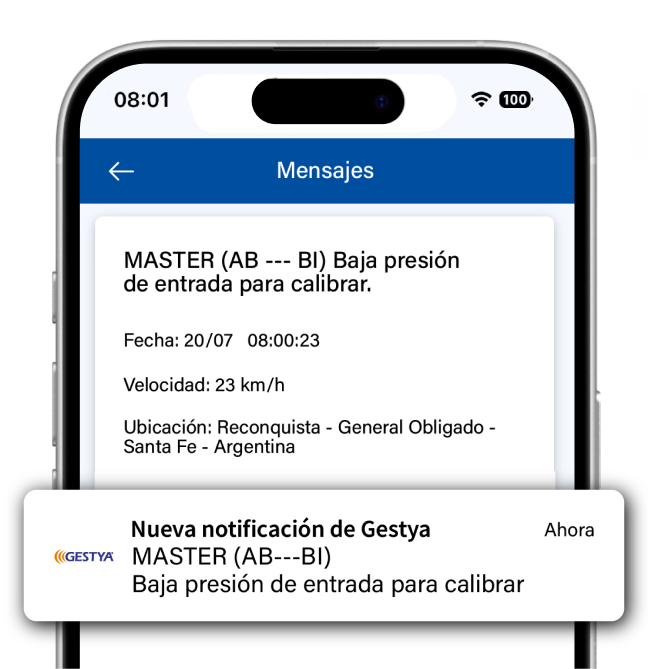 08:01
100
Mensajes
MASTER (AB --- BI) Baja presión
de entrada para calibrar.
Fecha: 20/07 08:00:23
Velocidad: 23 km/h
Ubicación: Reconquista - General Obligado -
Santa Fe - Argentina
Nueva notificación de Gestya
Ahora
GESTYA
MASTER (AB---BI)
Baja presión de entrada para calibrar